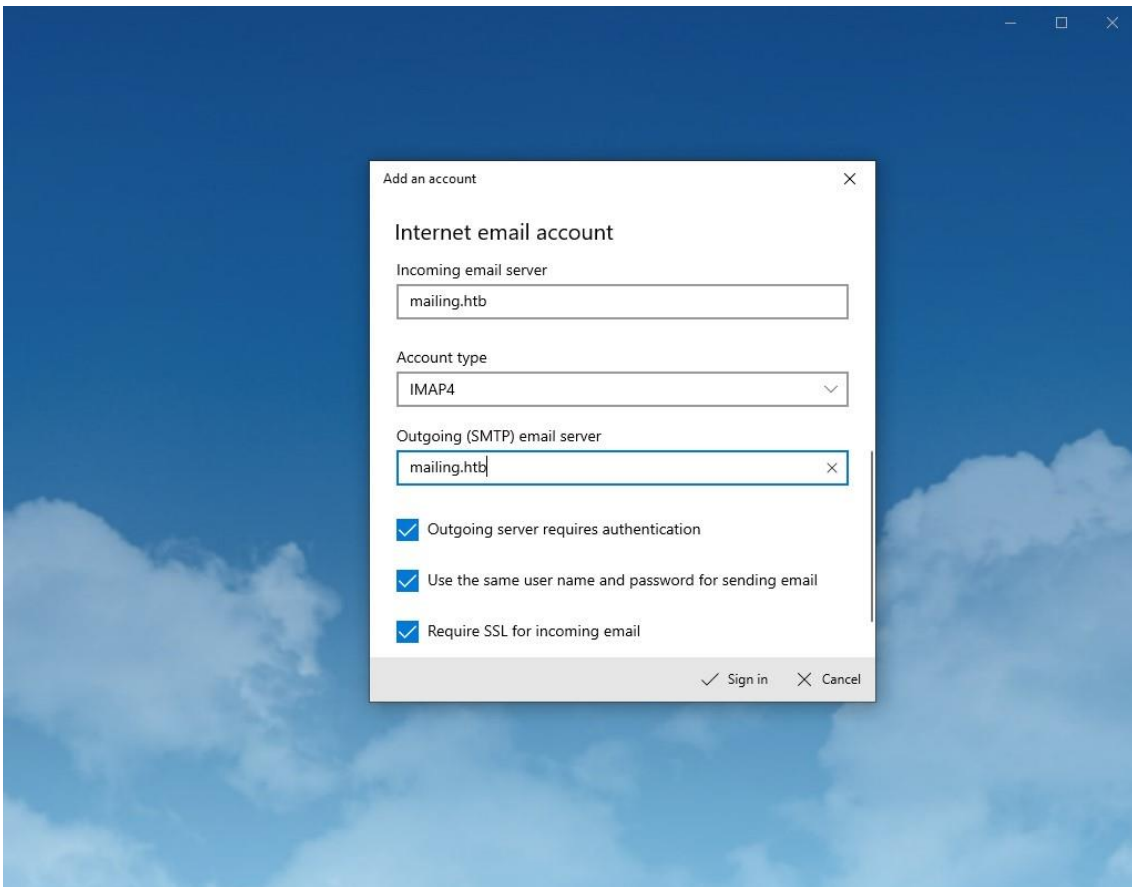 Add an account
Internet email account
Incoming email server
mailing.htb
Account type
IMAP4
Outgoing (SMTP) email server
mailing.htb
Outgoing server requires authentication
Use the same user name and password for sending email
Require SSL for incoming email
Sign in Cancel